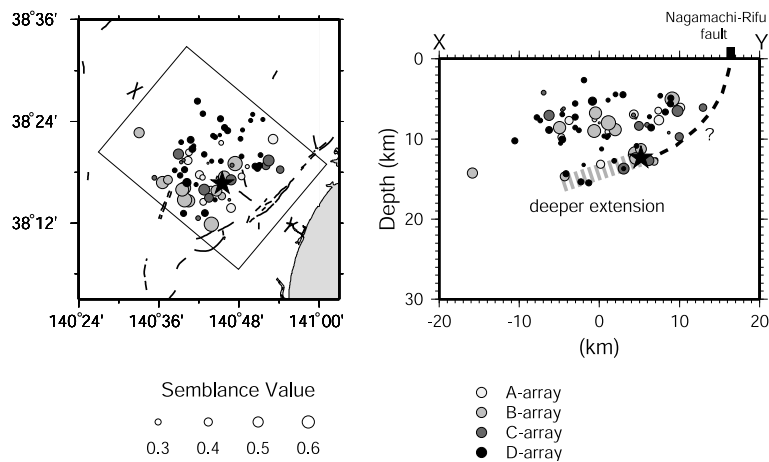 38°36'
38°24'
38°12'
140°24' 140°36' 140°48' 141°00'
Nagamachi-Rifu
fault
X Y
0
10
20
30
Depth (km)
?
deeper extension
-20 -10 0 10 20
(km)
Semblance Value
0.3 0.4 0.5 0.6
A-array
B-array
C-array
D-array